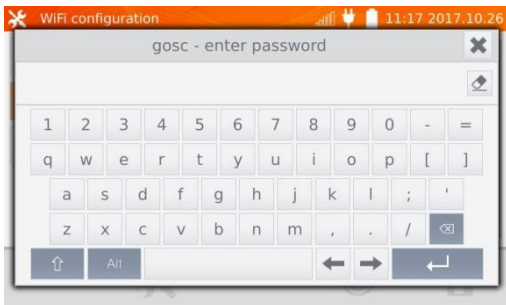 WiFi configuration 11:17 2017.10.26
gosc - enter password
1 2 3 4 5 6 7 8 9 0 - =
q w e r t y u i o p [ ]
a s d f g h j k l ; '
z x c v b n m , . /
Alt